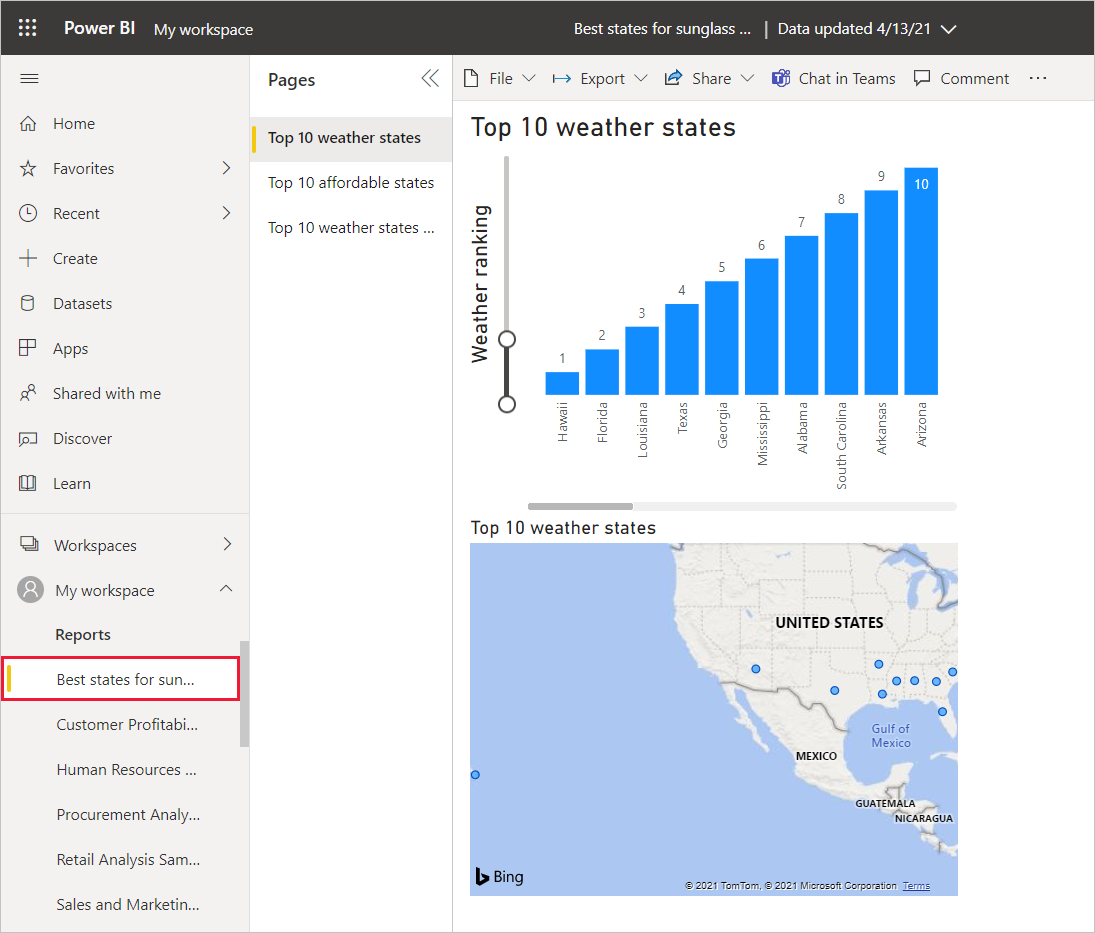 Power BI My workspace Best states for sunglass ... | Data updated 4/13/21
Home
Favorites
Recent
Create
Datasets
Apps
Shared with me
Discover
Learn
Workspaces
My workspace
Reports
Best states for sun...
Customer Profitabi...
Human Resources ...
Procurement Analy...
Retail Analysis Sam...
Sales and Marketin...
Pages
Top 10 weather states
Top 10 affordable states
Top 10 weather states ...
File Export Share Chat in Teams Comment ...
Top 10 weather states
Weather ranking
1 2 3 4 5 6 7 8 9 10
Hawaii
Florida
Louisiana
Texas
Georgia
Mississippi
Alabama
South Carolina
Arkansas
Arizona
Top 10 weather states
UNITED STATES
Gulf of
Mexico
MEXICO
GUATEMALA
NICARAGUA
Bing
© 2021 TomTom, © 2021 Microsoft Corporation Terms